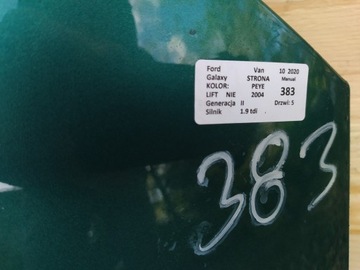 Ford Van 10 2020
Galaxy STRONA Manual
KOLOR: PEYE 383
LIFT NIE 2004
Generacja II Drzwi: 5
Silnik 1.9 tdi .
383